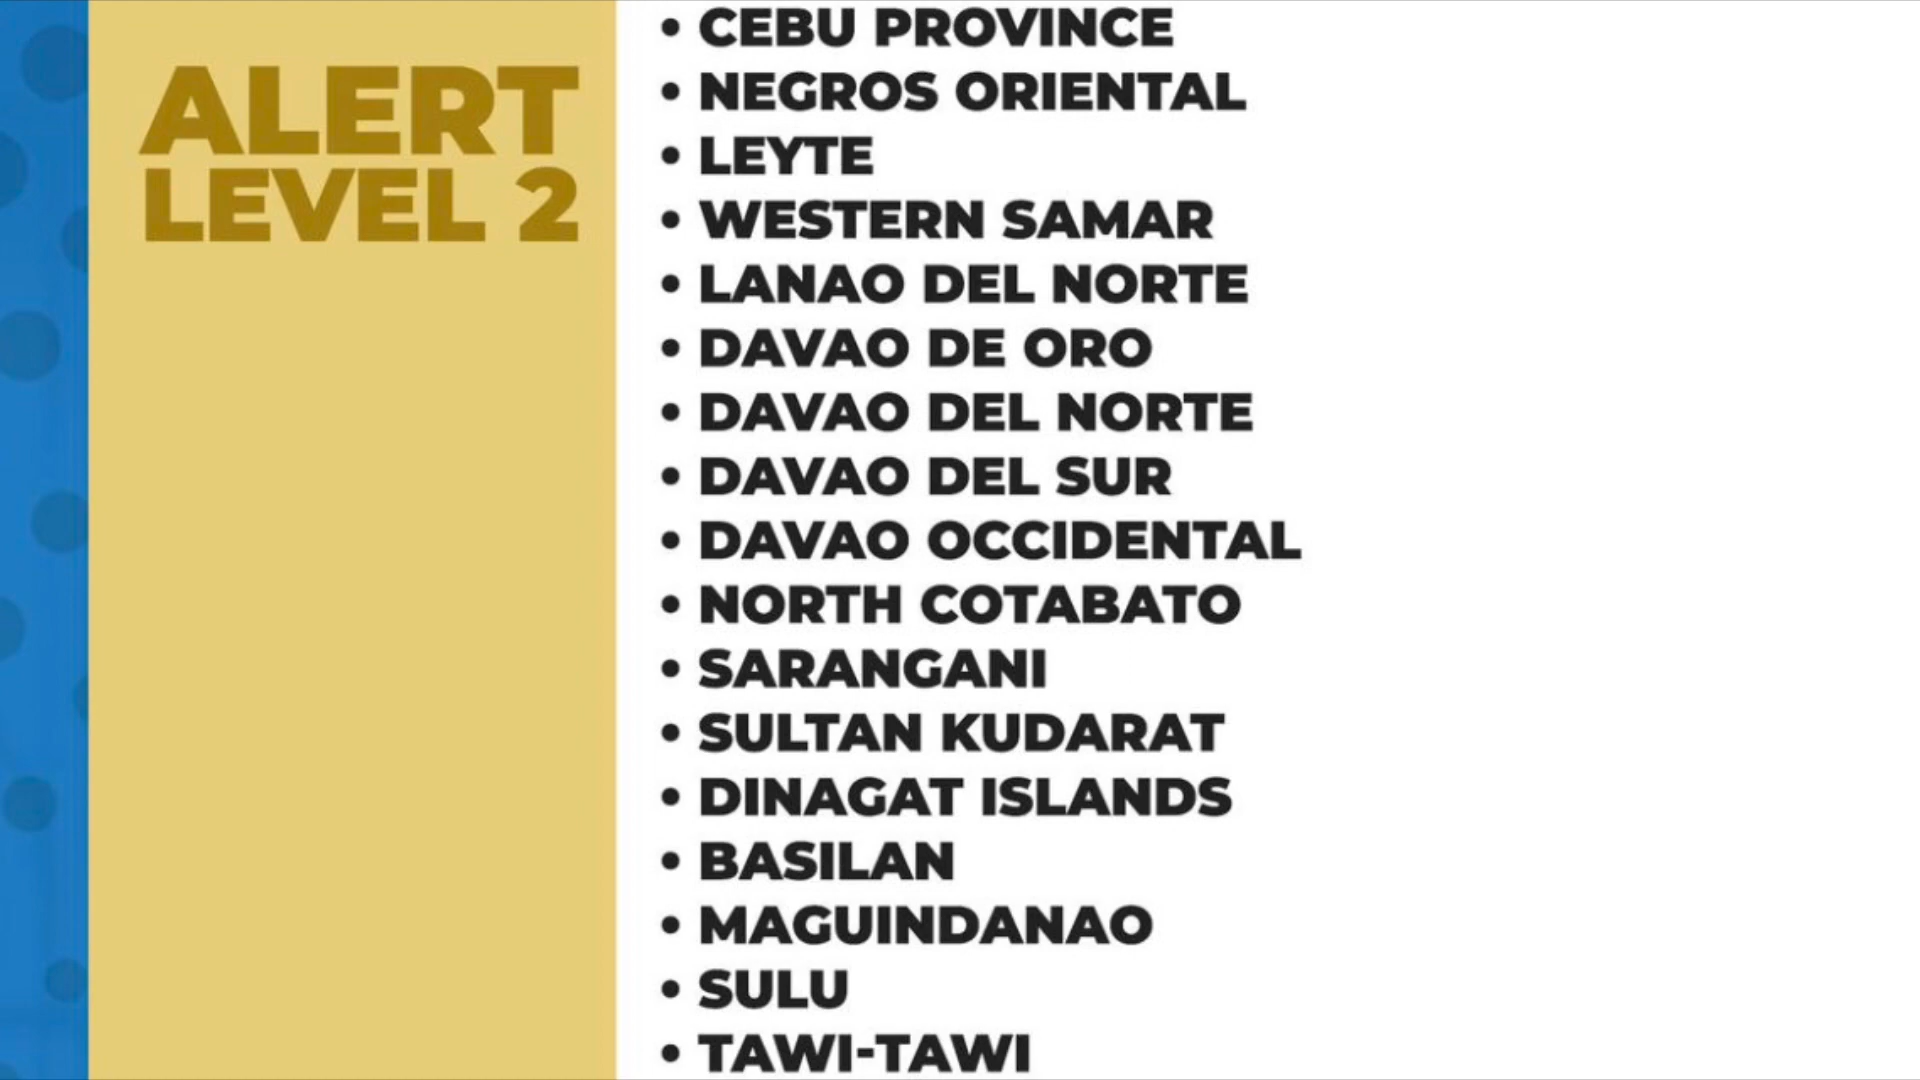 ALERT
LEVEL 2
• CEBU PROVINCE
• NEGROS ORIENTAL
• LEYTE
• WESTERN SAMAR
• LANAO DEL NORTE
• DAVAO DE ORO
• DAVAO DEL NORTE
• DAVAO DEL SUR
• DAVAO OCCIDENTAL
• NORTH COTABATO
• SARANGANI
• SULTAN KUDARAT
• DINAGAT ISLANDS
• BASILAN
• MAGUINDANAO
• SULU
• TAWI-TAWI